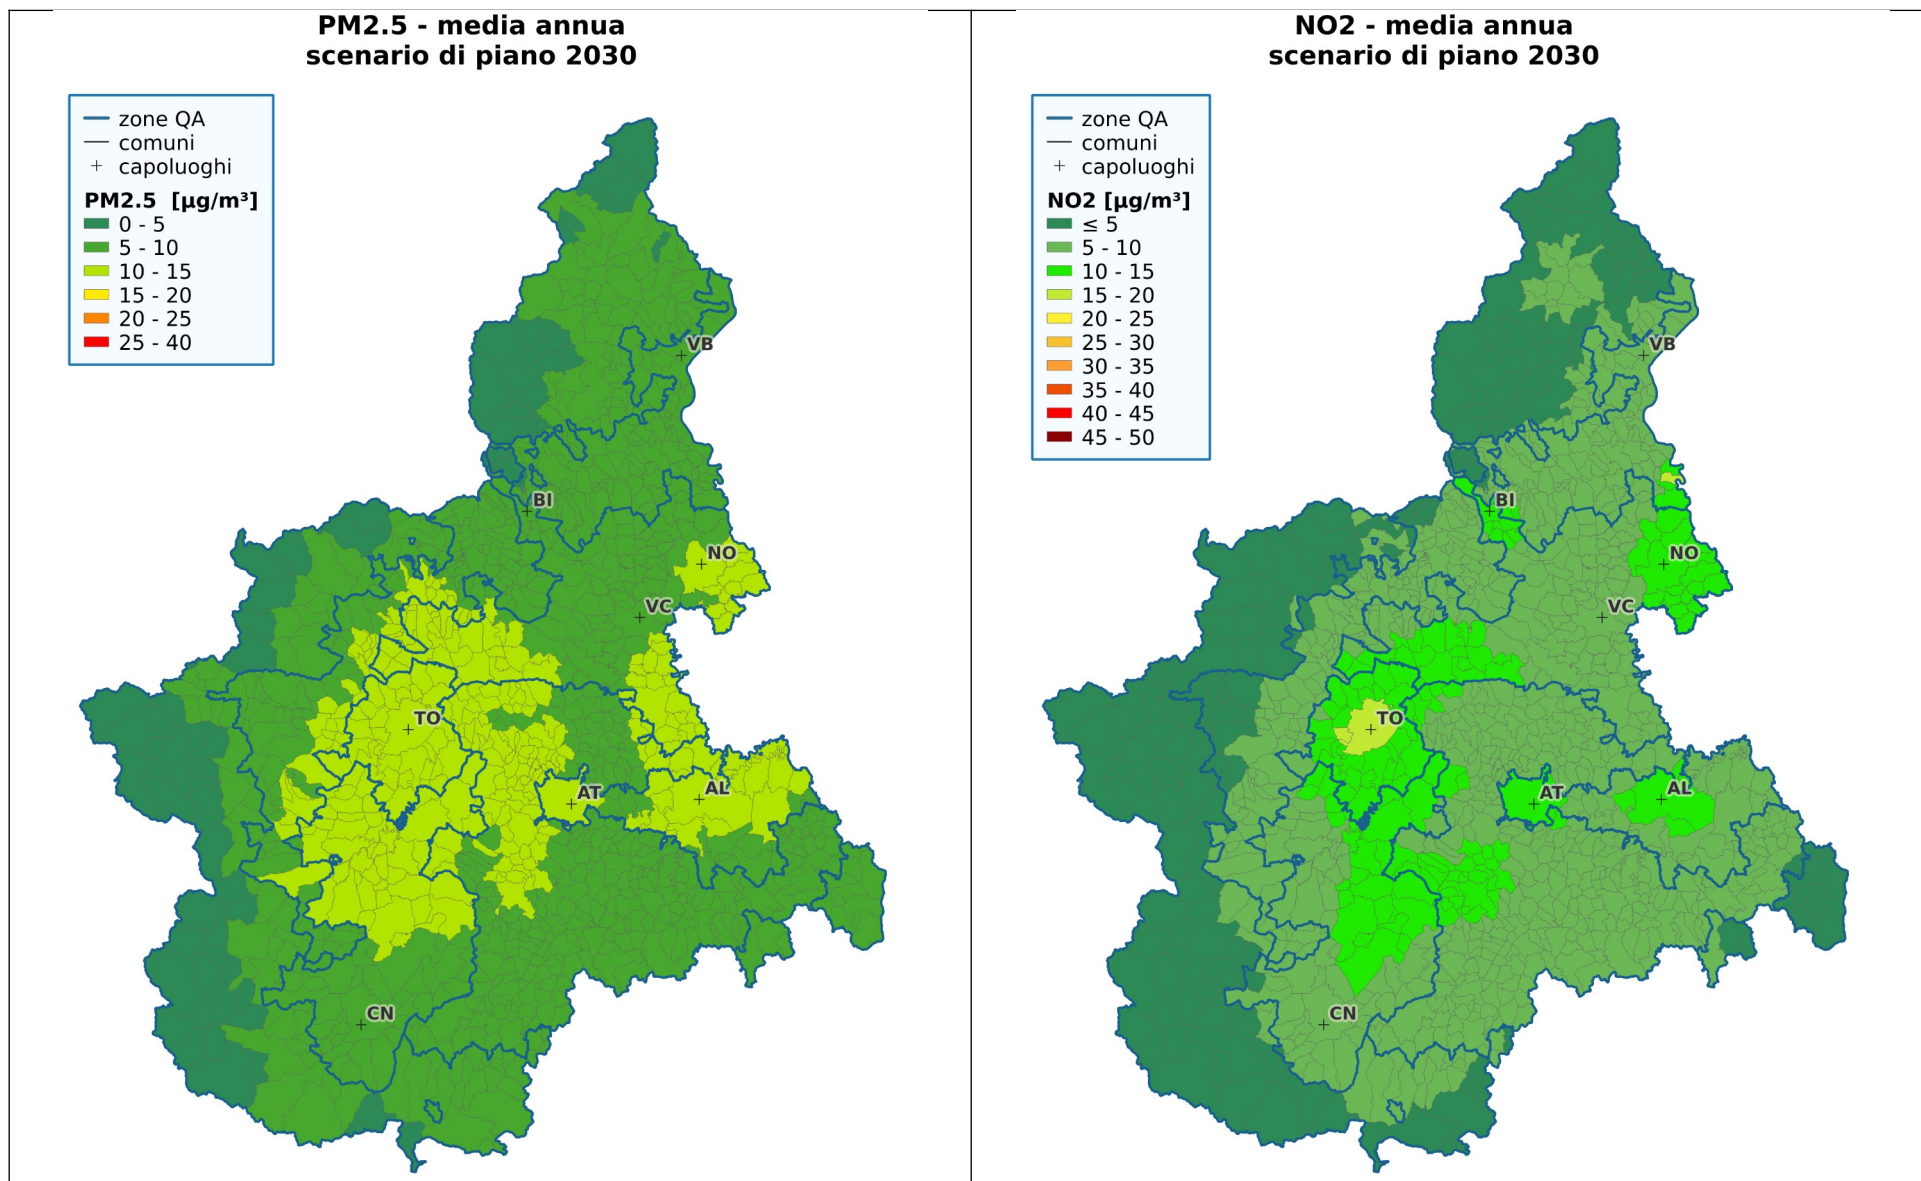 PM2.5 - media annua
scenario di piano 2030
zone QA
comuni
capoluoghi
PM2.5 [µg/m³]
0 - 5
5 - 10
10 - 15
15 - 20
20 - 25
25 - 40
VB
BI
NO
VC
TO
AT
AL
CN
NO2 - media annua
scenario di piano 2030
zone QA
comuni
capoluoghi
NO2 [µg/m³]
≤ 5
5 - 10
10 - 15
15 - 20
20 - 25
25 - 30
30 - 35
35 - 40
40 - 45
45 - 50
VB
BI
NO
VC
TO
AT
AL
CN